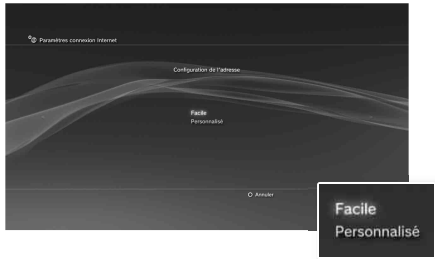 Paramètres connexion Internet
Configuration de l'adresse
Facile
Personnalisé
Annuler
Facile
Personnalisé